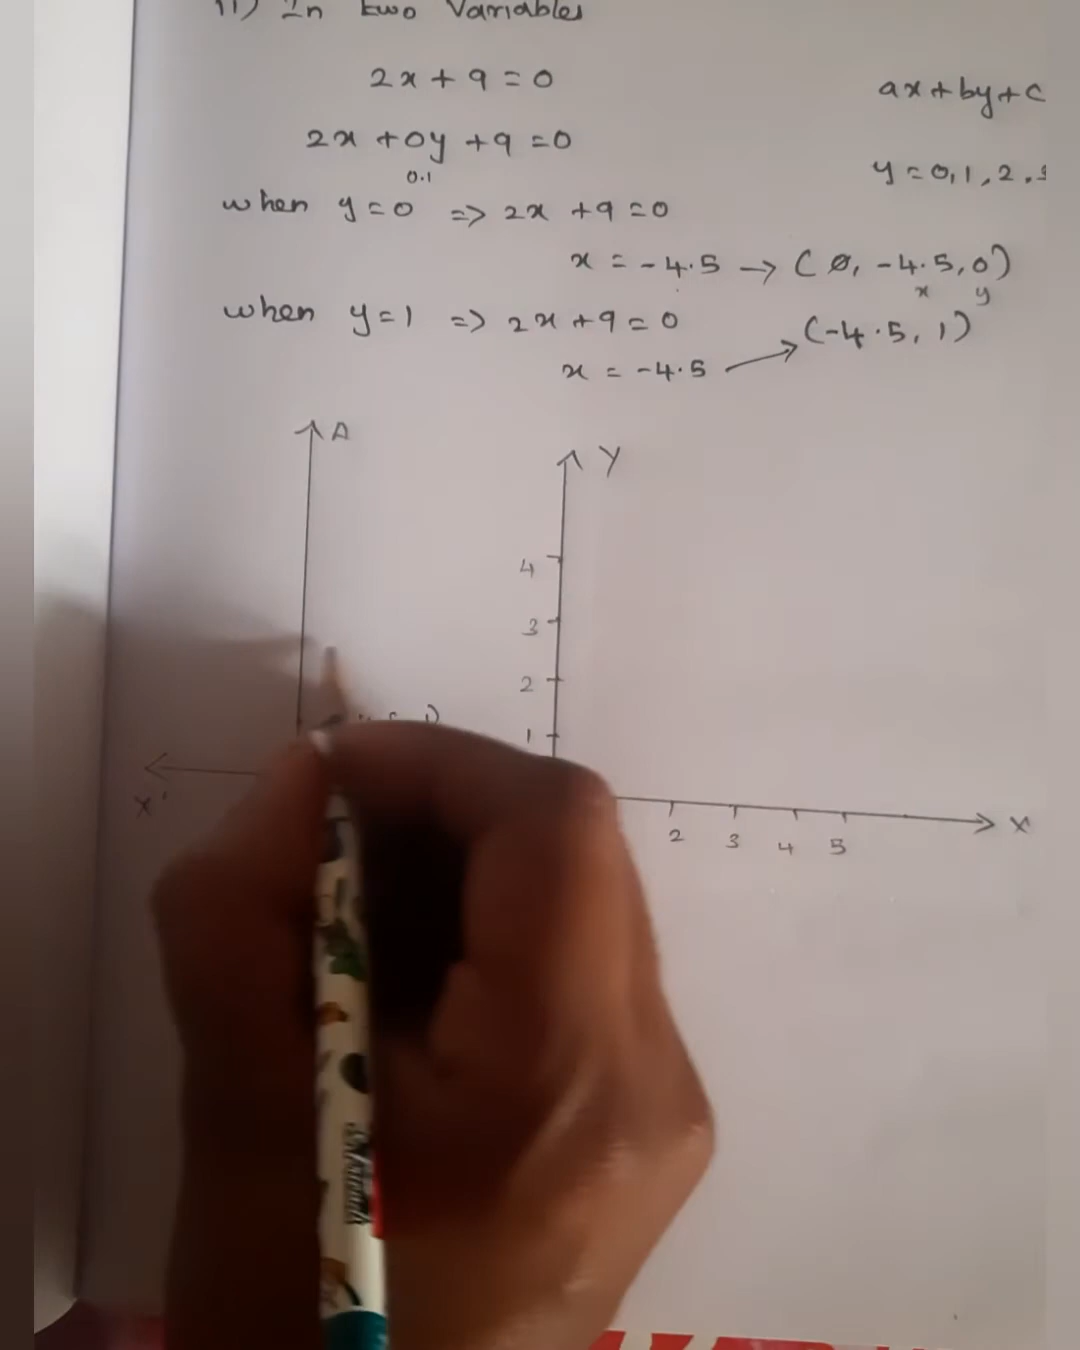 ii) In two variables
2x + 9 = 0
ax + by + c
2x + 0y + 9 = 0
y = 0, 1, 2,
0.1
when y = 0 => 2x + 9 = 0
x = -4.5 → (0, -4.5, 0)
x y
when y = 1 => 2x + 9 = 0
(-4.5, 1)
x = -4.5
A
Y
4
3
2
1
X'
X
2 3 4 5